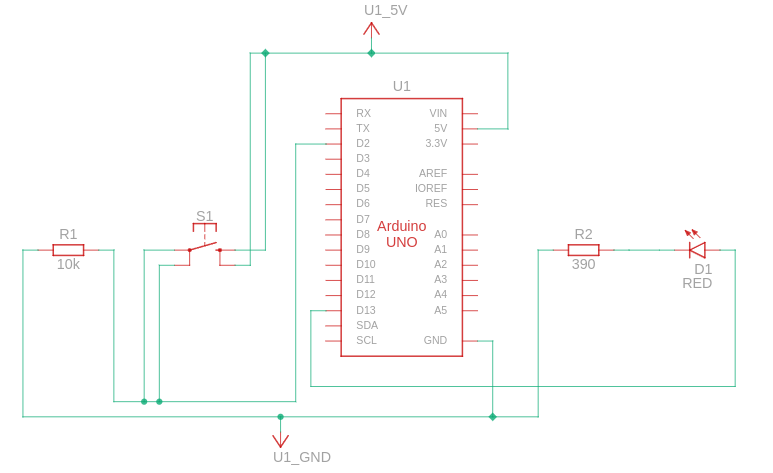 U1_5V
U1
RX VIN
TX 5V
D2 3.3V
D3
D4 AREF
D5 IOREF
D6 RES
D7
Arduino
UNO
D8 A0
D9 A1
D10 A2
D11 A3
D12 A4
D13 A5
SDA
SCL GND
S1
R1
10k
R2
390
D1
RED
U1_GND